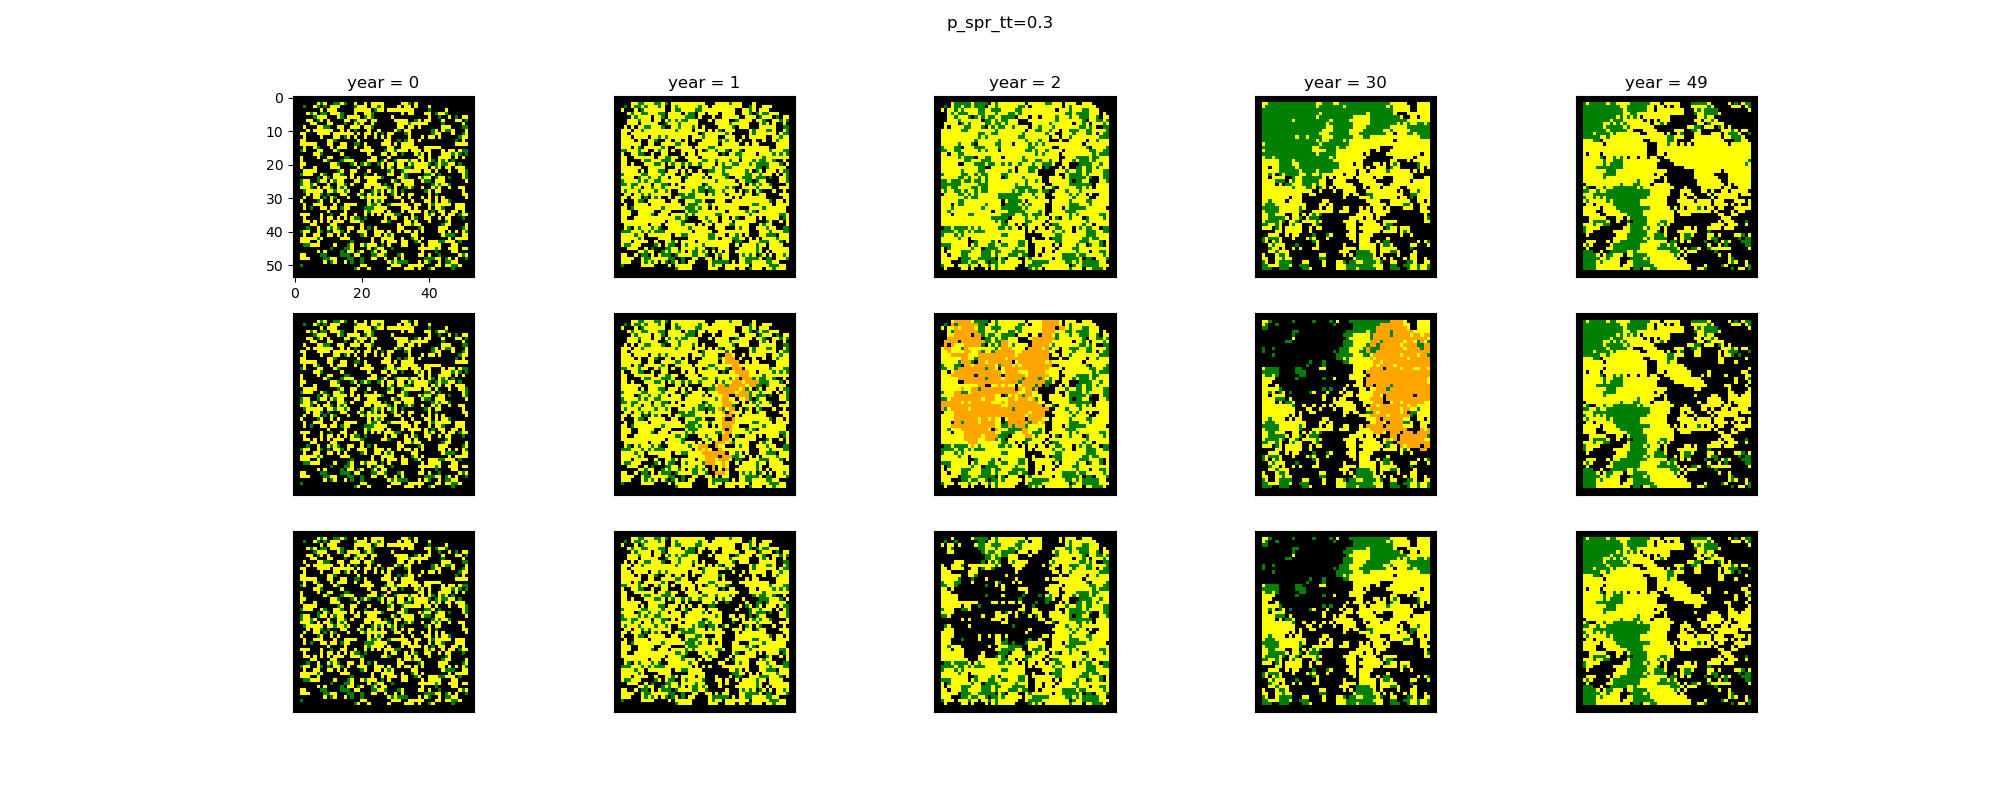 p_spr_tt=0.3
year = 0
year = 1
year = 2
year = 30
year = 49
0
10
20
30
40
50
0 20 40